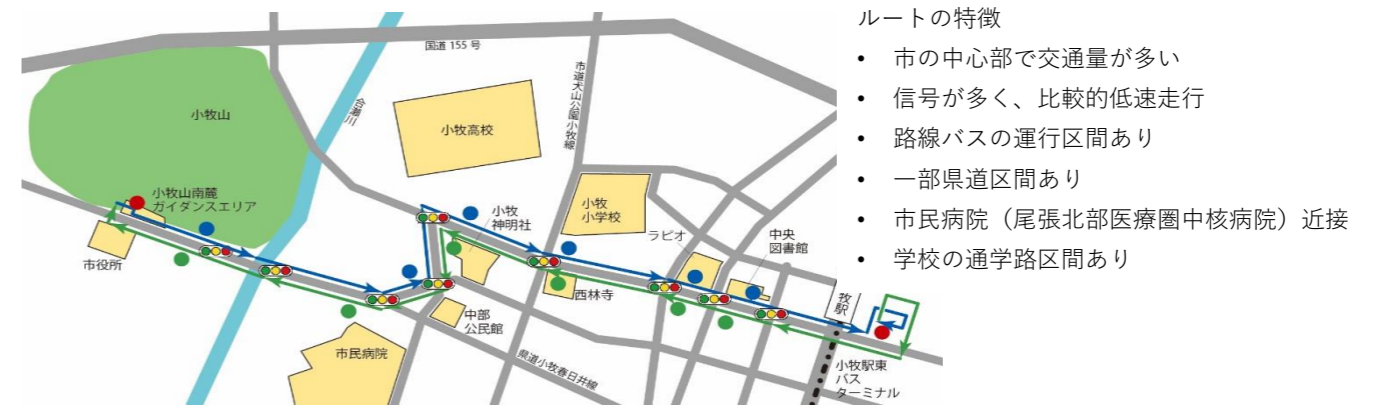 国道 155 号
合瀬川
市道犬山公園小牧線
小牧山
小牧高校
小牧山南麓
ガイダンスエリア
市役所
小牧
神明社
小牧
小学校
ラピオ
中央
図書館
西林寺
中部
公民館
市民病院
県道小牧春日井線
牧駅
小牧駅東
バス
ターミナル
ルートの特徴
• 市の中心部で交通量が多い
• 信号が多く、比較的低速走行
• 路線バスの運行区間あり
• 一部県道区間あり
• 市民病院（尾張北部医療圏中核病院）近接
• 学校の通学路区間あり